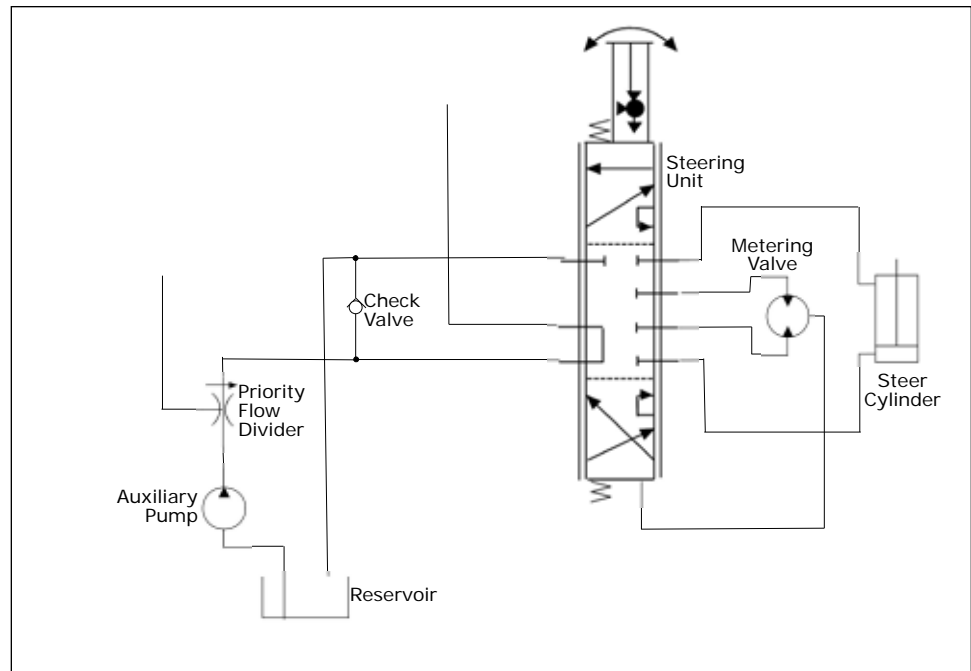 Steering
Unit
Metering
Valve
Check
Valve
Steer
Cylinder
Priority
Flow
Divider
Auxiliary
Pump
Reservoir